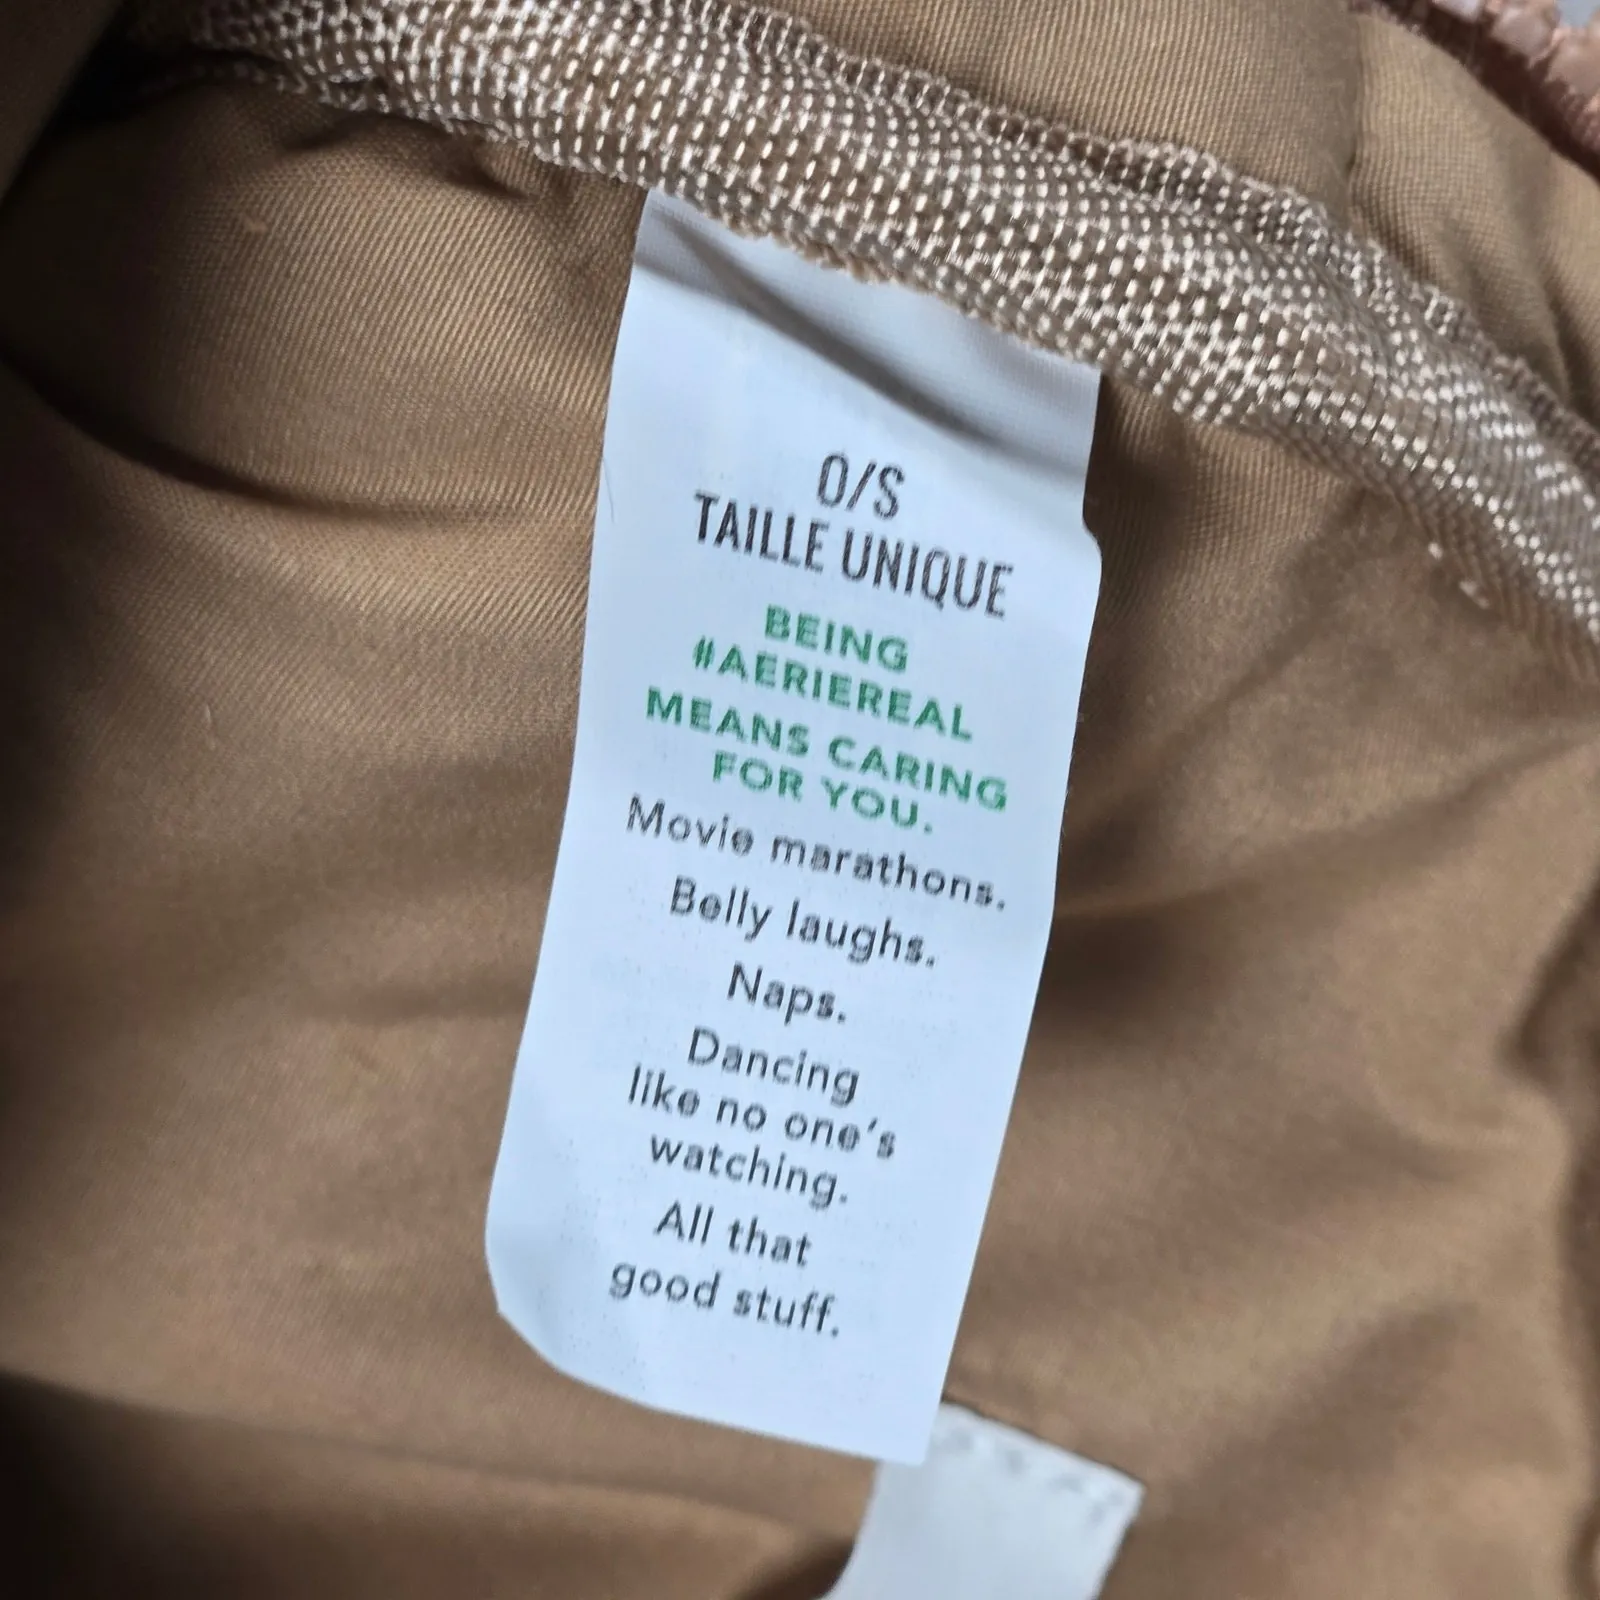 O/S
TAILLE UNIQUE
BEING
#AERIEREAL
MEANS CARING
FOR YOU.
Movie marathons.
Belly laughs.
Naps.
Dancing
like no one's
watching.
All that
good stuff.